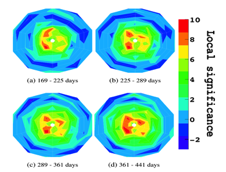 (a) 169 - 225 days
(b) 225 - 289 days
(c) 289 - 361 days
(d) 361 - 441 days
10
8
6
4
2
0
−2
Local significance